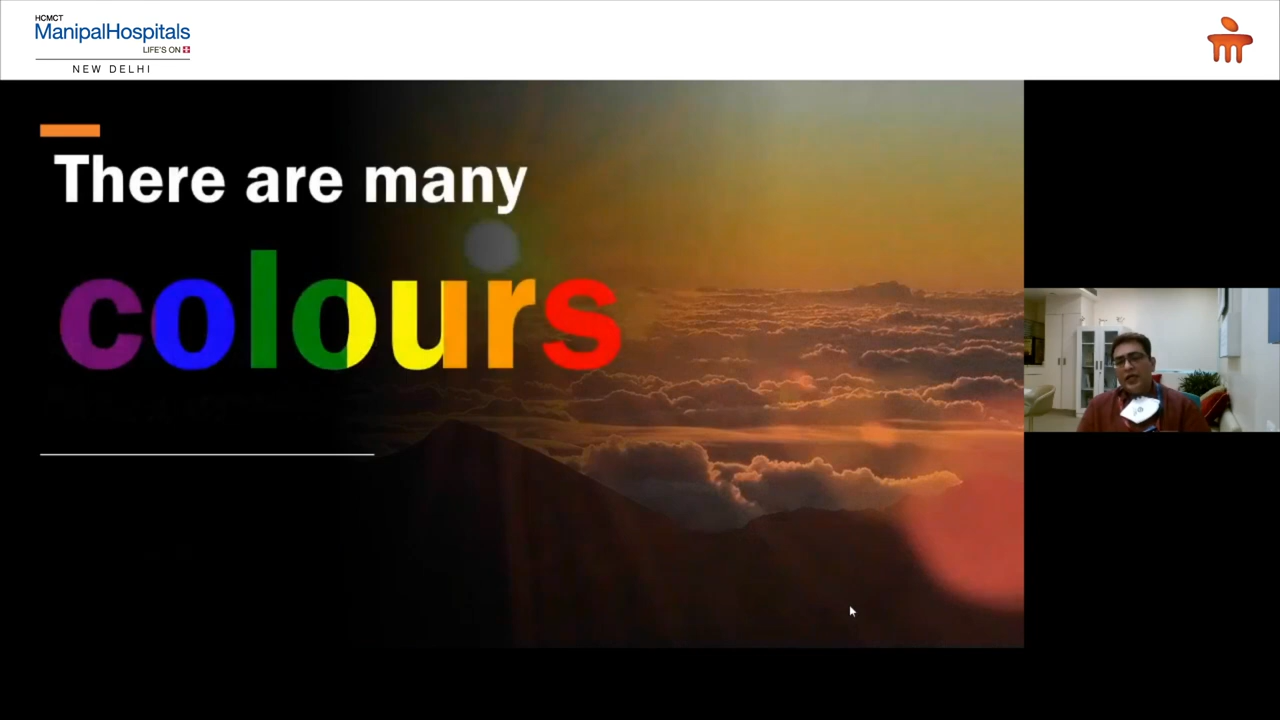 HCMCT
ManipalHospitals
LIFE'S ON
NEW DELHI
There are many
colours